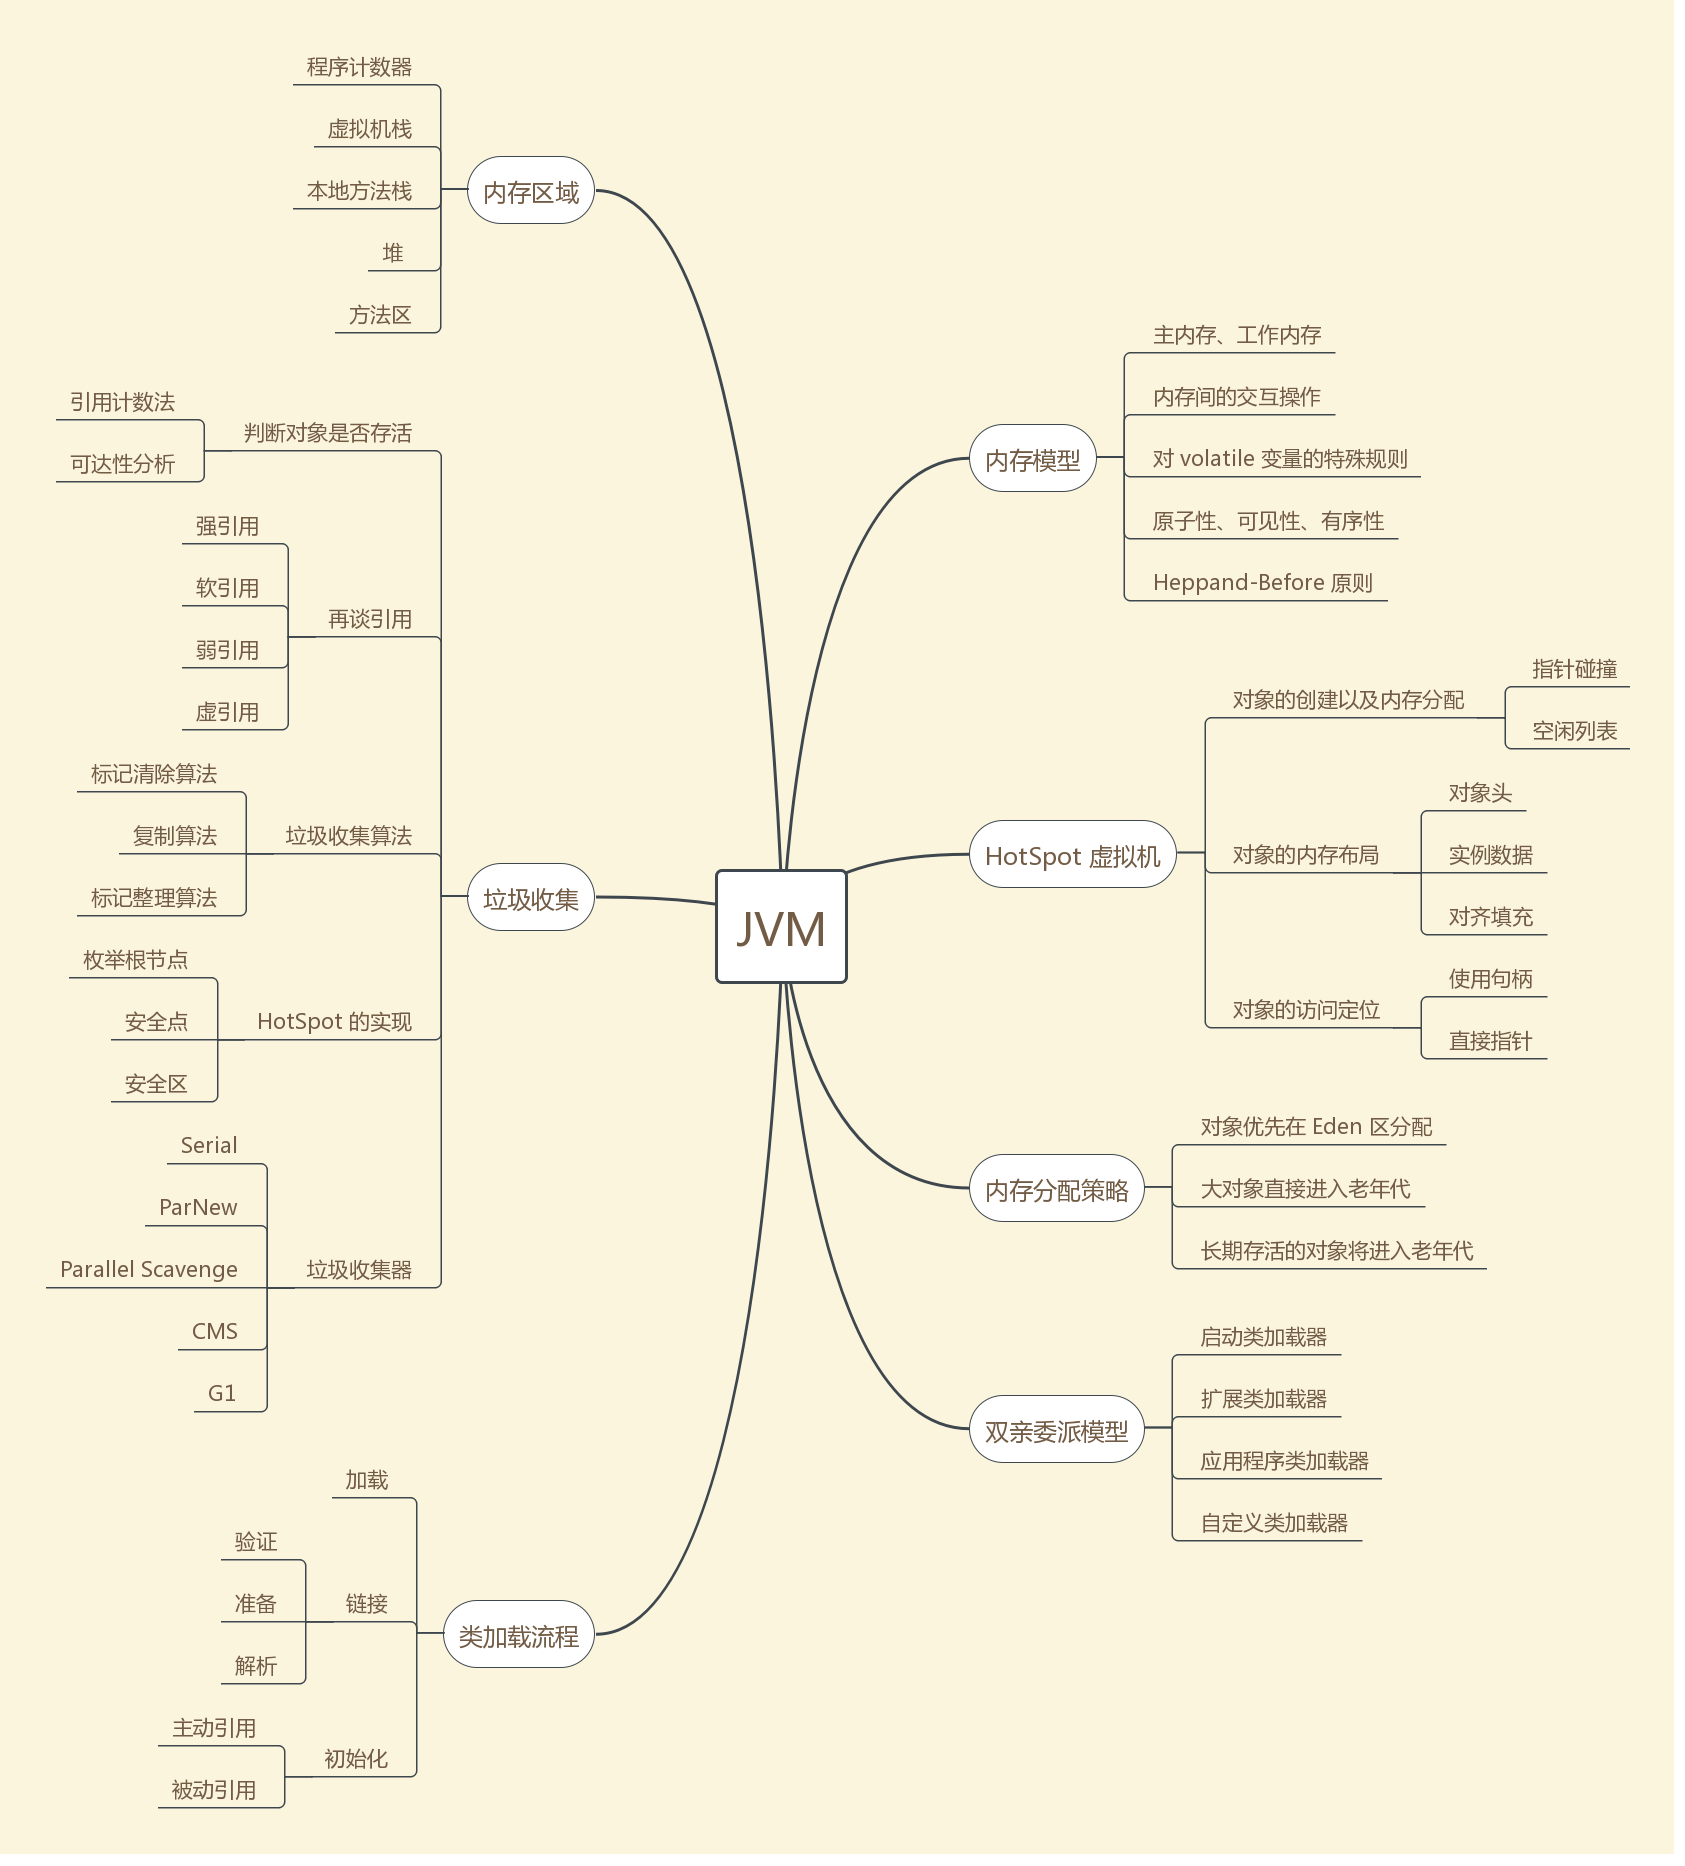 JVM
内存区域
程序计数器
虚拟机栈
本地方法栈
堆
方法区
垃圾收集
判断对象是否存活
引用计数法
可达性分析
再谈引用
强引用
软引用
弱引用
虚引用
垃圾收集算法
标记清除算法
复制算法
标记整理算法
HotSpot 的实现
枚举根节点
安全点
安全区
垃圾收集器
Serial
ParNew
Parallel Scavenge
CMS
G1
类加载流程
加载
链接
验证
准备
解析
初始化
主动引用
被动引用
内存模型
主内存、工作内存
内存间的交互操作
对 volatile 变量的特殊规则
原子性、可见性、有序性
Heppand-Before 原则
HotSpot 虚拟机
对象的创建以及内存分配
指针碰撞
空闲列表
对象的内存布局
对象头
实例数据
对齐填充
对象的访问定位
使用句柄
直接指针
内存分配策略
对象优先在 Eden 区分配
大对象直接进入老年代
长期存活的对象将进入老年代
双亲委派模型
启动类加载器
扩展类加载器
应用程序类加载器
自定义类加载器